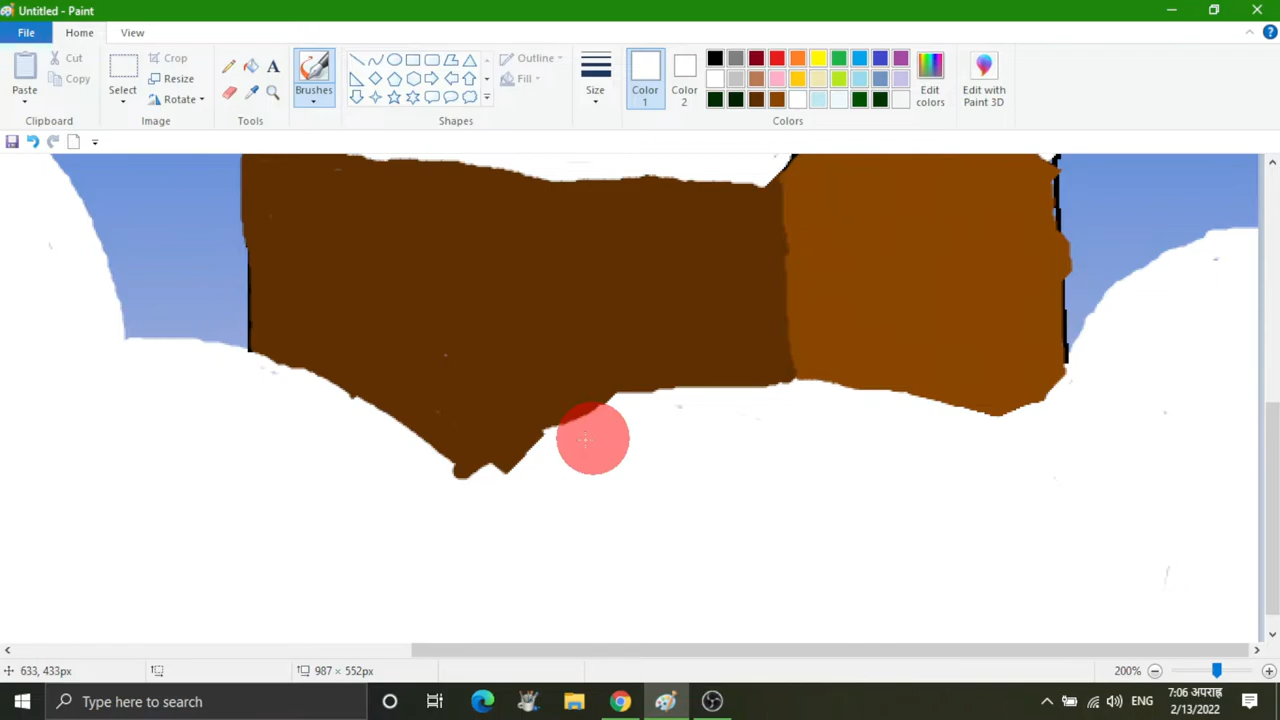 Untitled - Paint
File Home View
Paste Cut Copy Clipboard
Select Crop Resize Rotate Image
Tools
Brushes
Outline Fill Shapes
Size
Color 1 Color 2 Edit colors Colors
Edit with Paint 3D
633, 433px 987 × 552px 200%
Type here to search ENG 7:06 अपराह्न
2/13/2022